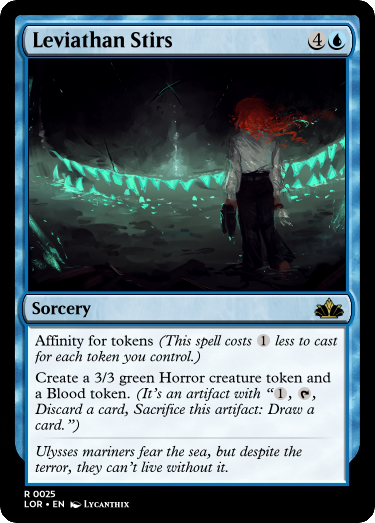 Leviathan Stirs 4
Sorcery
Affinity for tokens (This spell costs 1 less to cast
for each token you control.)
Create a 3/3 green Horror creature token and
a Blood token. (It's an artifact with “1, ,
Discard a card, Sacrifice this artifact: Draw a
card.”)
Ulysses mariners fear the sea, but despite the
terror, they can't live without it.
R 0025
LOR • EN Lycanthix